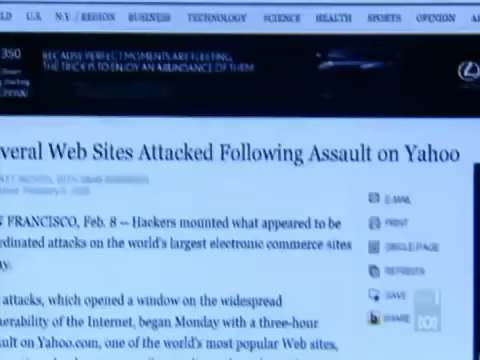 LD U.S. N.Y. / REGION BUSINESS TECHNOLOGY SCIENCE HEALTH SPORTS OPINION A
350
BECAUSE PERFECT MOMENTS ARE FLEETING,
THE TRICK IS TO ENJOY AN ABUNDANCE OF THEM.
veral Web Sites Attacked Following Assault on Yahoo
E-MAIL
N FRANCISCO, Feb. 8 — Hackers mounted what appeared to be
PRINT
rdinated attacks on the world's largest electronic commerce sites
SINGLE PAGE
ay.
REPRINTS
attacks, which opened a window on the widespread
SAVE
nerability of the Internet, began Monday with a three-hour
SHARE
ault on Yahoo.com, one of the world's most popular Web sites,
abc